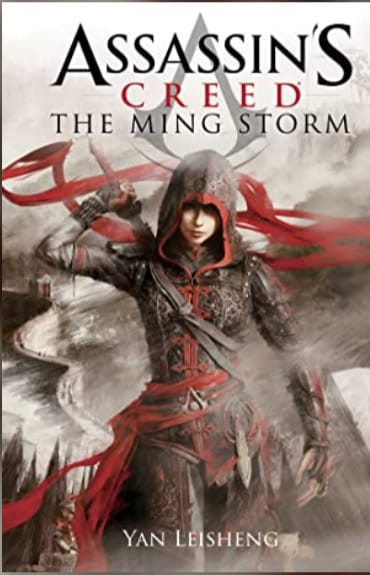 ASSASSIN'S
CREED
THE MING STORM
YAN LEISHENG